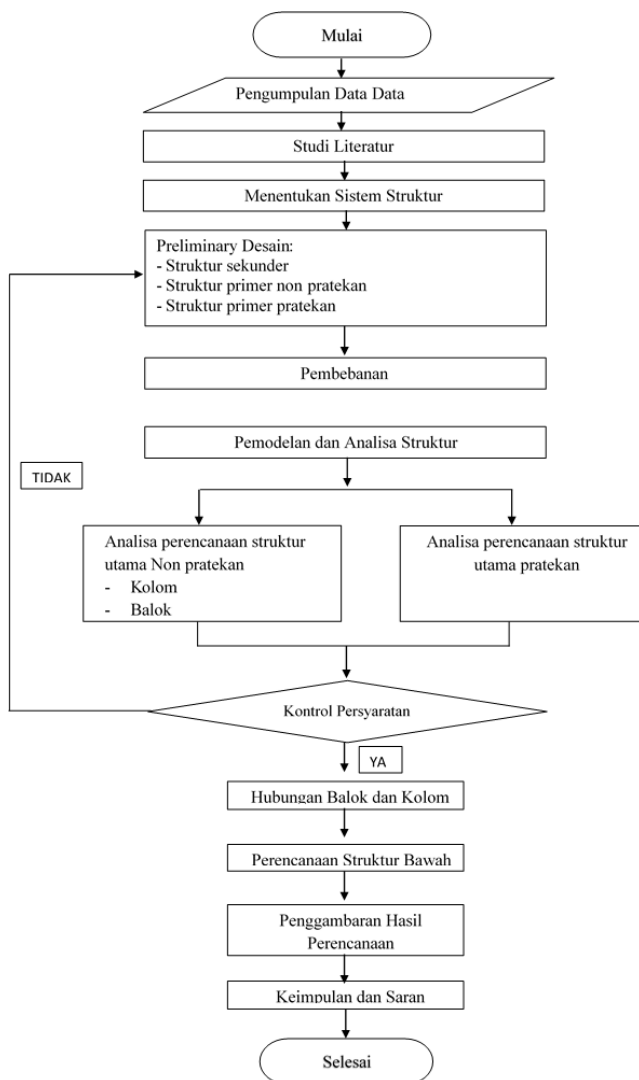 Mulai
Pengumpulan Data Data
Studi Literatur
Menentukan Sistem Struktur
Preliminary Desain:
- Struktur sekunder
- Struktur primer non pratekan
- Struktur primer pratekan
Pembebanan
Pemodelan dan Analisa Struktur
TIDAK
Analisa perencanaan struktur
utama Non pratekan
- Kolom
- Balok
Analisa perencanaan struktur
utama pratekan
Kontrol Persyaratan
YA
Hubungan Balok dan Kolom
Perencanaan Struktur Bawah
Penggambaran Hasil
Perencanaan
Keimpulan dan Saran
Selesai